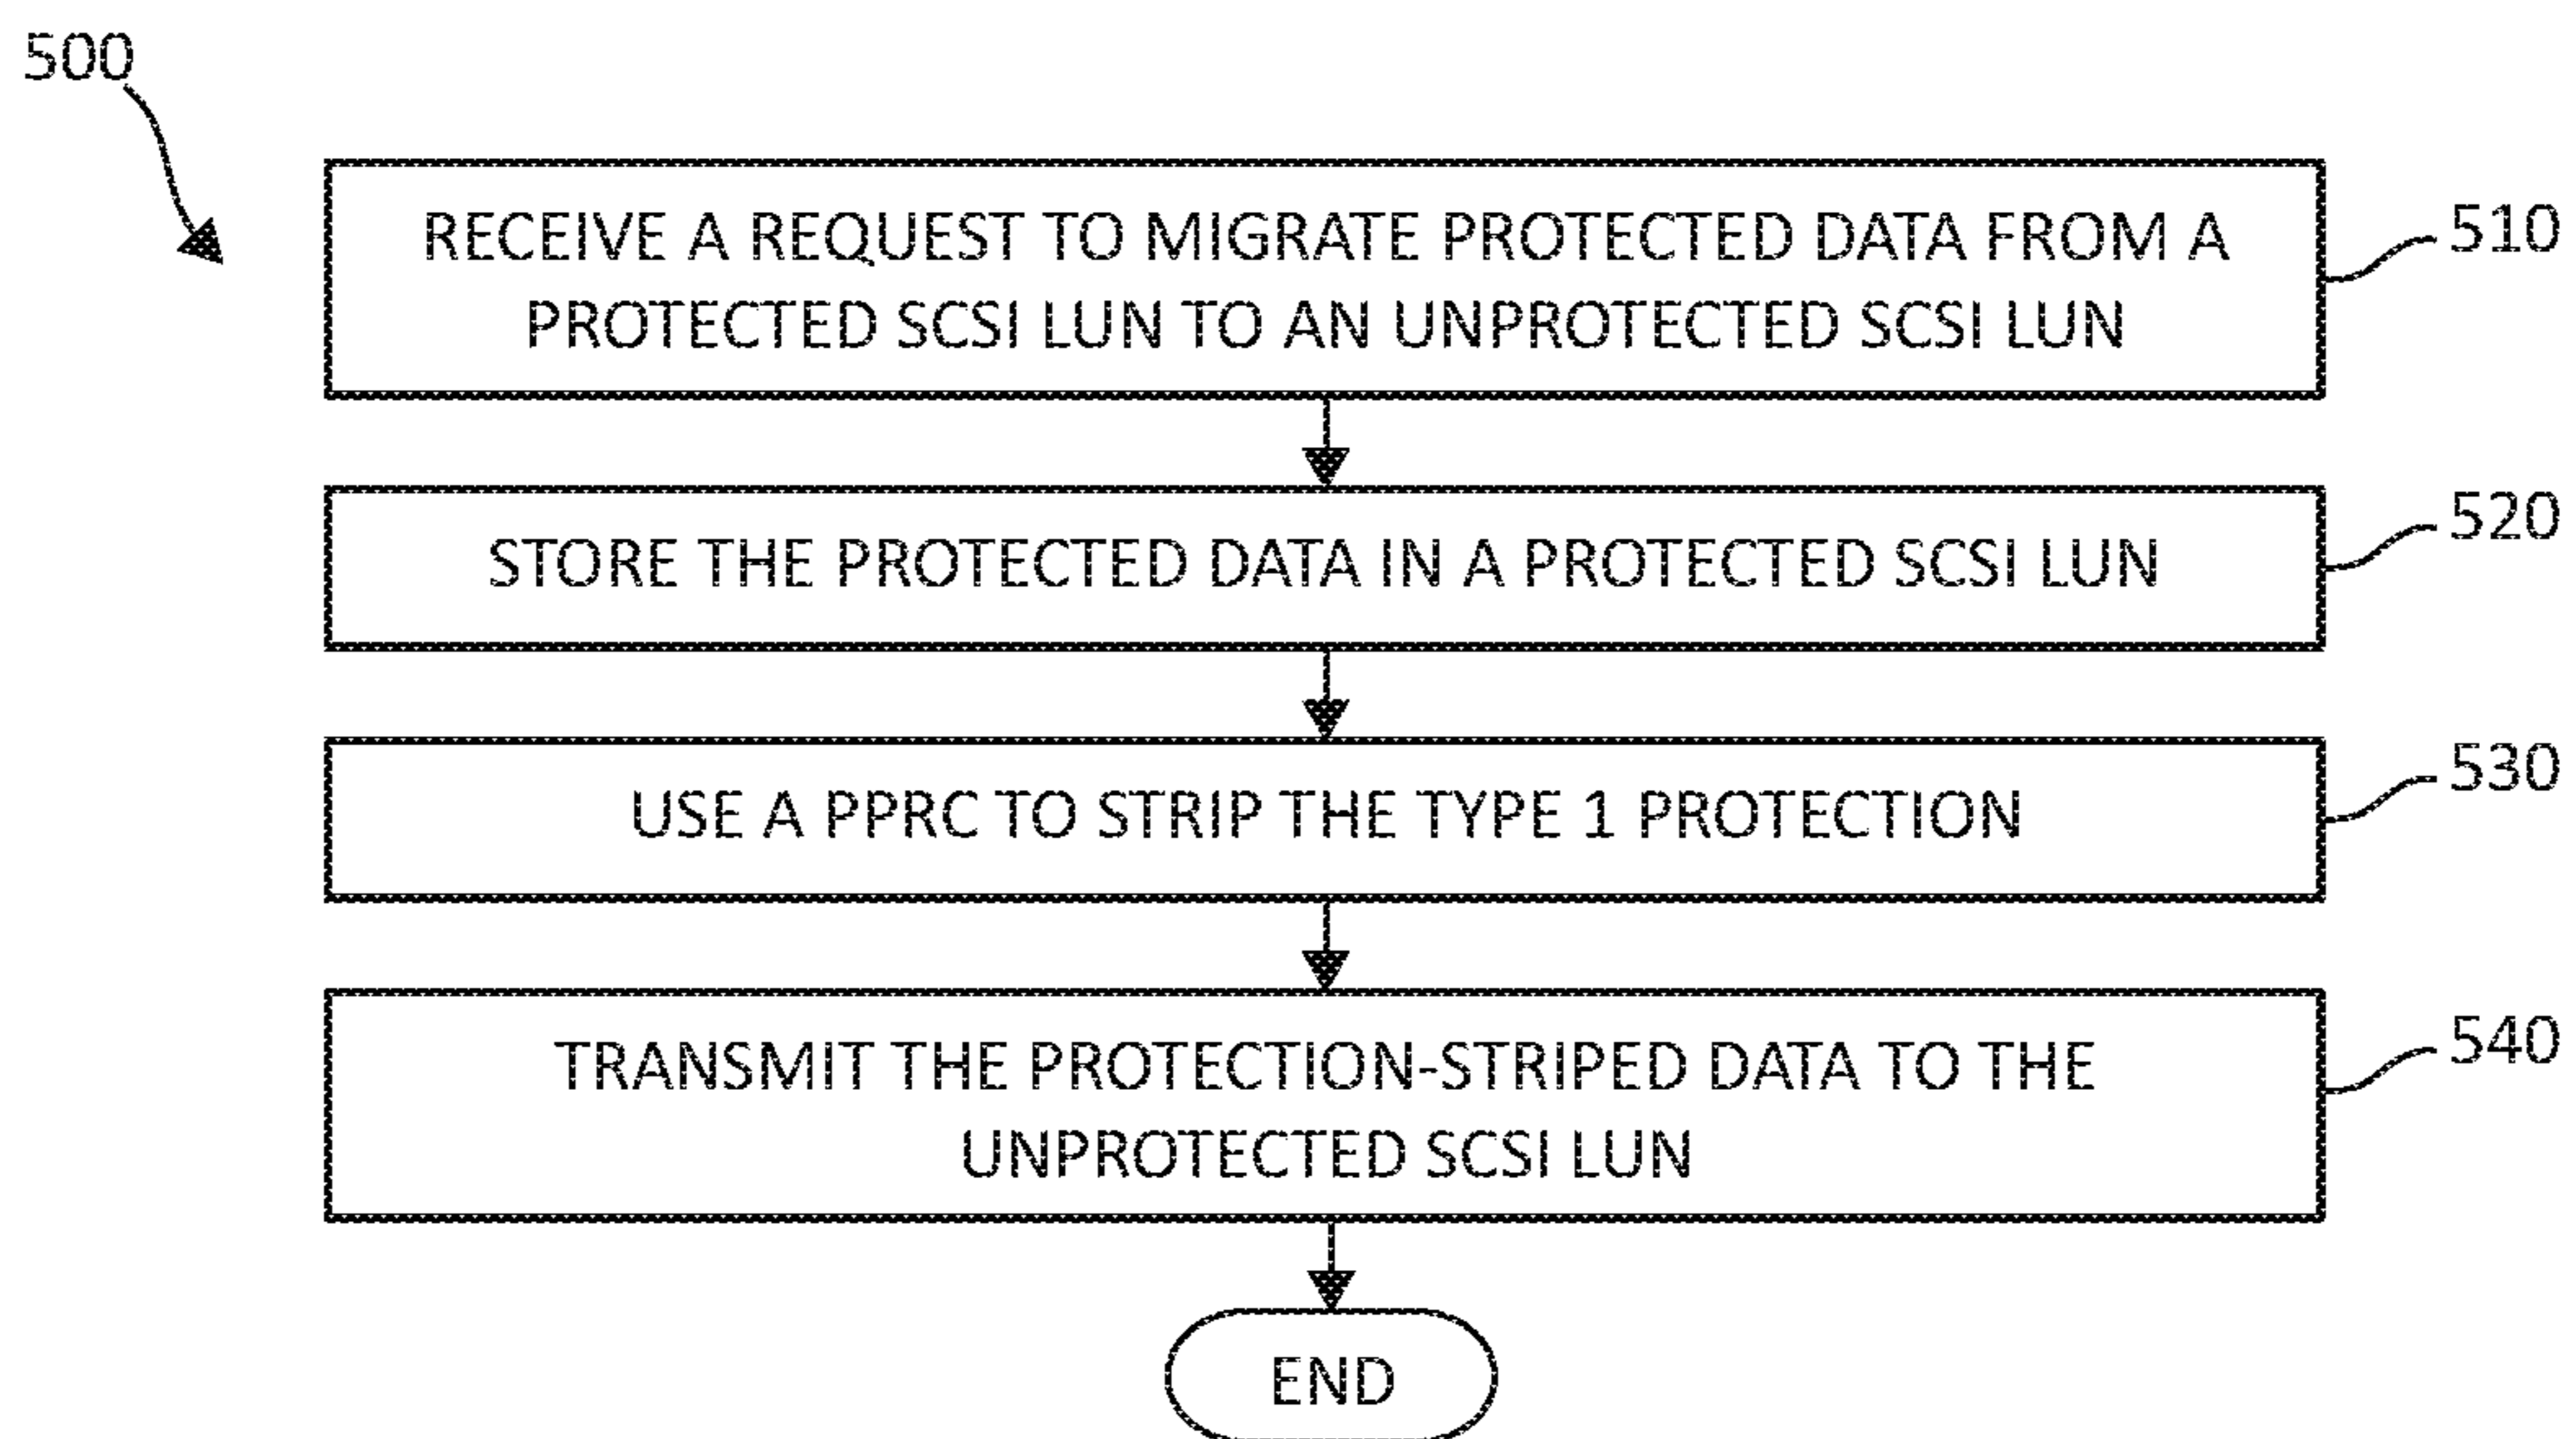 500
RECEIVE A REQUEST TO MIGRATE PROTECTED DATA FROM A
PROTECTED SCSI LUN TO AN UNPROTECTED SCSI LUN
510
STORE THE PROTECTED DATA IN A PROTECTED SCSI LUN
520
USE A PPRC TO STRIP THE TYPE 1 PROTECTION
530
TRANSMIT THE PROTECTION-STRIPED DATA TO THE
UNPROTECTED SCSI LUN
540
END